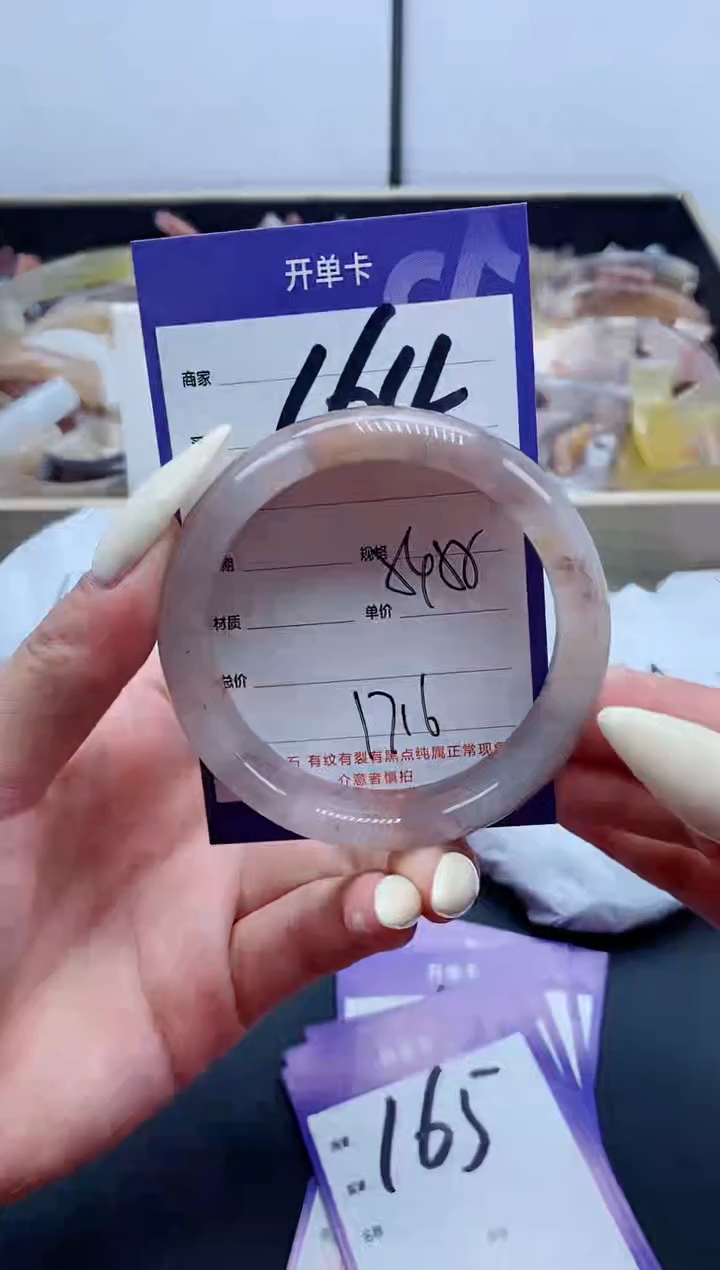 开单卡
商家
164
规格
材质 单价
总价
1716
石 有纹有裂有黑点纯属正常现象
介意者慎拍
开单卡
165